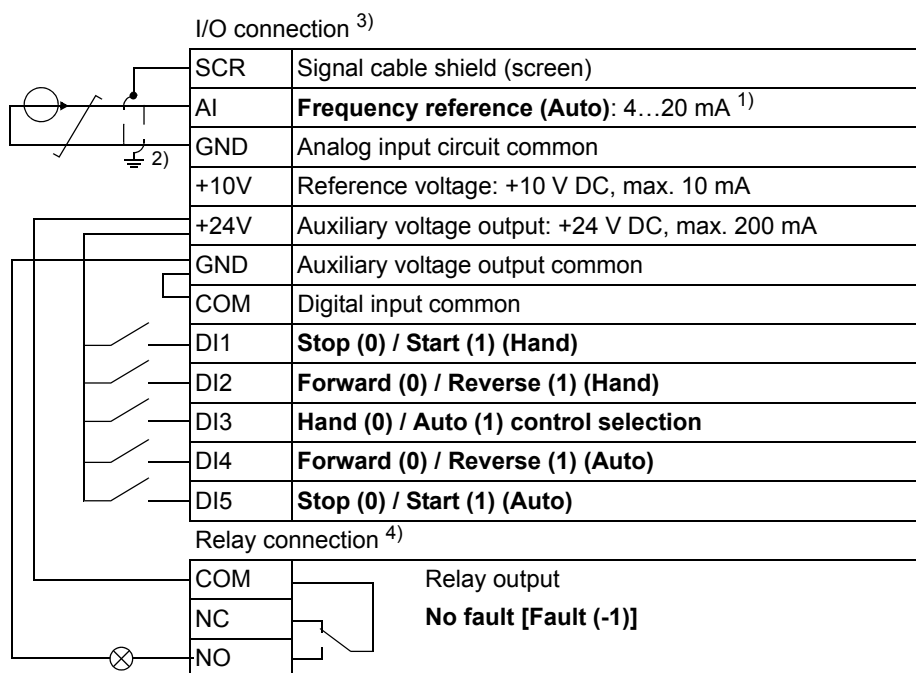 I/O connection 3)
SCR Signal cable shield (screen)
AI Frequency reference (Auto): 4…20 mA 1)
GND Analog input circuit common
2)
+10V Reference voltage: +10 V DC, max. 10 mA
+24V Auxiliary voltage output: +24 V DC, max. 200 mA
GND Auxiliary voltage output common
COM Digital input common
DI1 Stop (0) / Start (1) (Hand)
DI2 Forward (0) / Reverse (1) (Hand)
DI3 Hand (0) / Auto (1) control selection
DI4 Forward (0) / Reverse (1) (Auto)
DI5 Stop (0) / Start (1) (Auto)
Relay connection 4)
COM Relay output
NC No fault [Fault (-1)]
NO